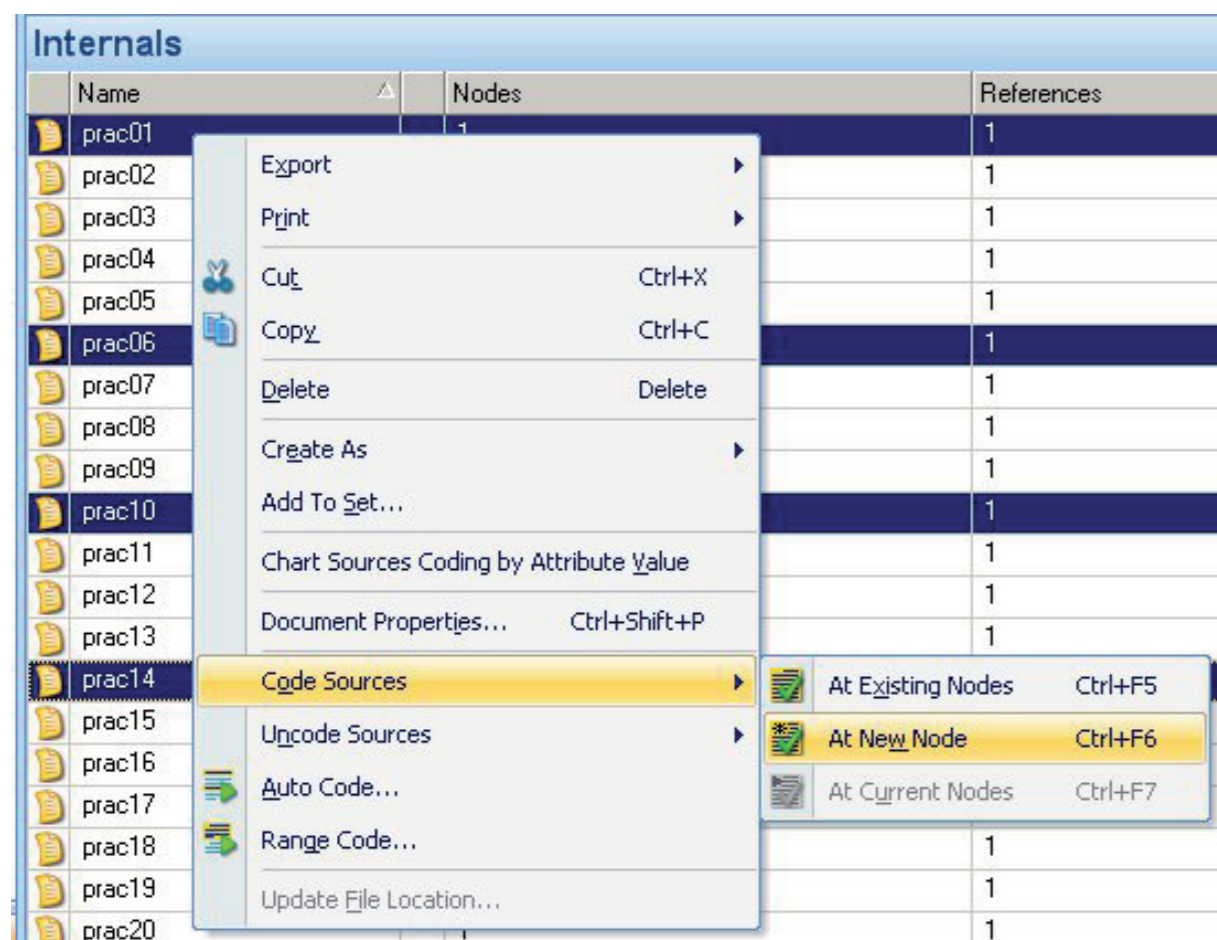 Internals
Name Nodes References
prac01 1 1
prac02 1
prac03 1
prac04 1
prac05 1
prac06 1
prac07 1
prac08 1
prac09 1
prac10 1
prac11 1
prac12 1
prac13 1
prac14
prac15
prac16
prac17
prac18 1
prac19 1
prac20 1
Export
Print
Cut Ctrl+X
Copy Ctrl+C
Delete Delete
Create As
Add To Set...
Chart Sources Coding by Attribute Value
Document Properties... Ctrl+Shift+P
Code Sources
Uncode Sources
Auto Code...
Range Code...
Update File Location...
At Existing Nodes Ctrl+F5
At New Node Ctrl+F6
At Current Nodes Ctrl+F7